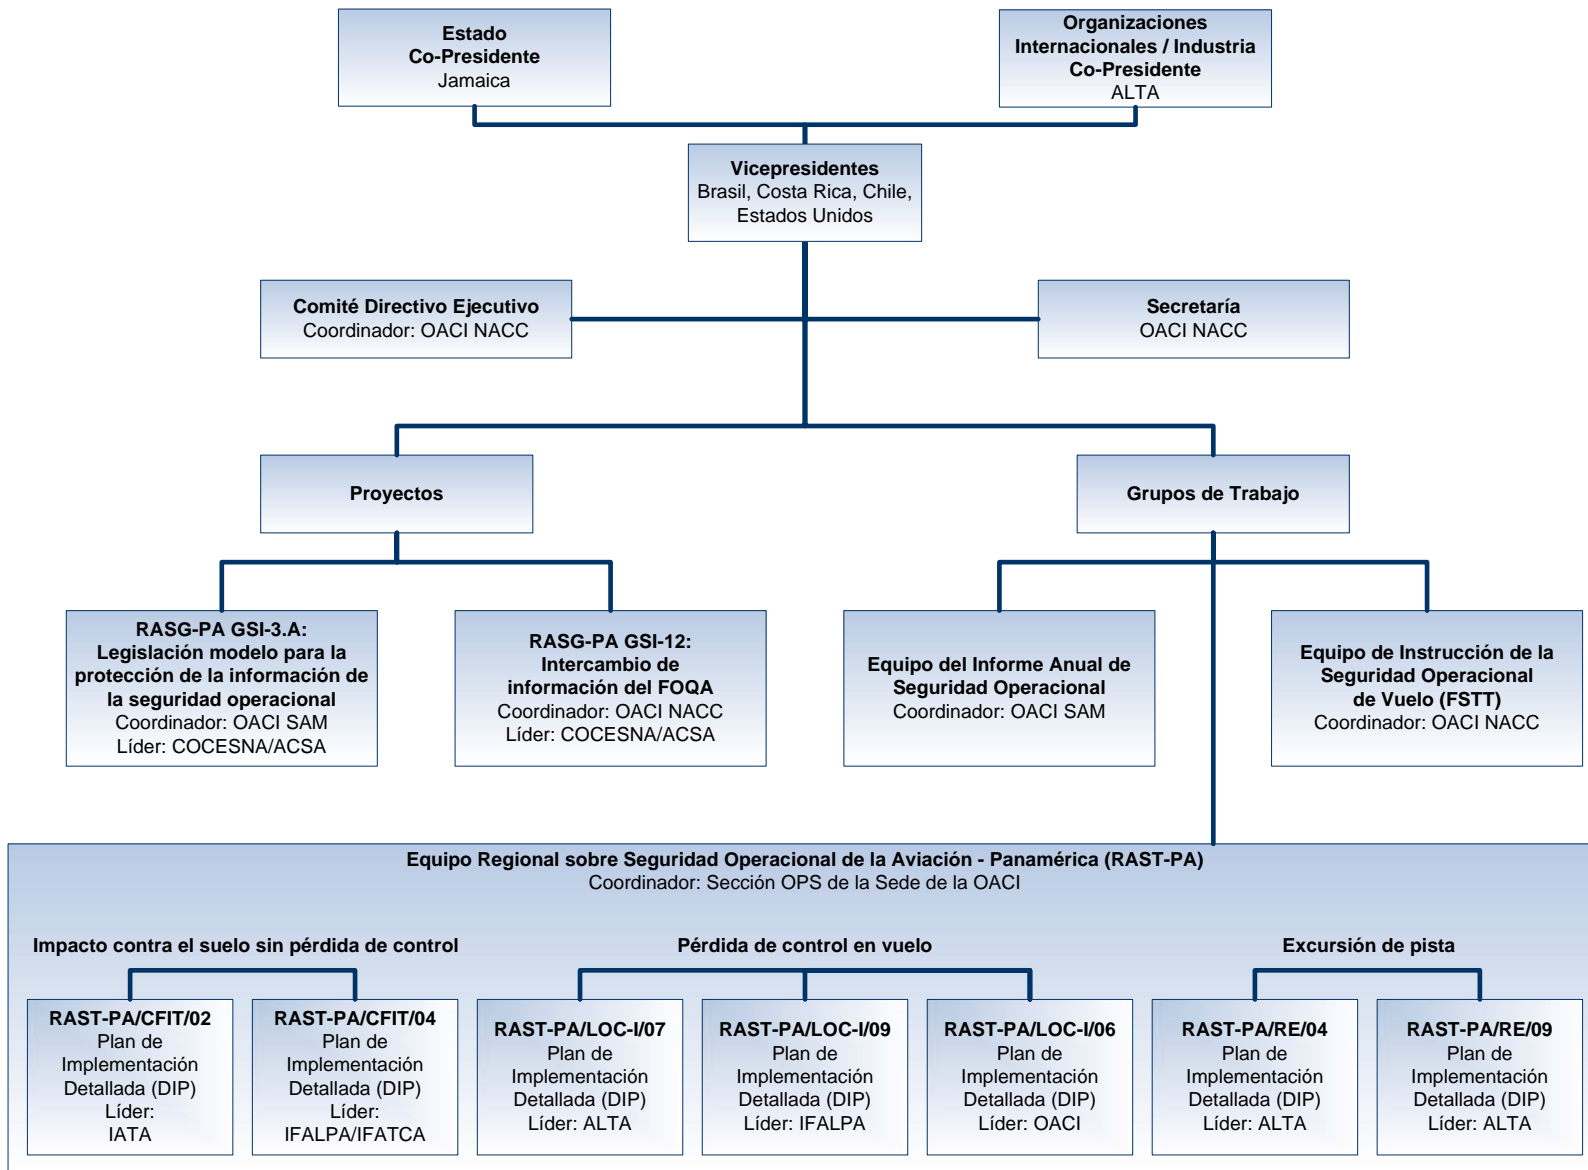 Estado
Co-Presidente
Jamaica
Organizaciones
Internacionales / Industria
Co-Presidente
ALTA
Vicepresidentes
Brasil, Costa Rica, Chile,
Estados Unidos
Comité Directivo Ejecutivo
Coordinador: OACI NACC
Secretaría
OACI NACC
Proyectos
Grupos de Trabajo
RASG-PA GSI-3.A:
Legislación modelo para la
protección de la información de
la seguridad operacional
Coordinador: OACI SAM
Líder: COCESNA/ACSA
RASG-PA GSI-12:
Intercambio de
información del FOQA
Coordinador: OACI NACC
Líder: COCESNA/ACSA
Equipo del Informe Anual de
Seguridad Operacional
Coordinador: OACI SAM
Equipo de Instrucción de la
Seguridad Operacional
de Vuelo (FSTT)
Coordinador: OACI NACC
Equipo Regional sobre Seguridad Operacional de la Aviación - Panamérica (RAST-PA)
Coordinador: Sección OPS de la Sede de la OACI
Impacto contra el suelo sin pérdida de control
Pérdida de control en vuelo
Excursión de pista
RAST-PA/CFIT/02
Plan de
Implementación
Detallada (DIP)
Líder:
IATA
RAST-PA/CFIT/04
Plan de
Implementación
Detallada (DIP)
Líder:
IFALPA/IFATCA
RAST-PA/LOC-I/07
Plan de
Implementación
Detallada (DIP)
Líder: ALTA
RAST-PA/LOC-I/09
Plan de
Implementación
Detallada (DIP)
Líder: IFALPA
RAST-PA/LOC-I/06
Plan de
Implementación
Detallada (DIP)
Líder: OACI
RAST-PA/RE/04
Plan de
Implementación
Detallada (DIP)
Líder: ALTA
RAST-PA/RE/09
Plan de
Implementación
Detallada (DIP)
Líder: ALTA